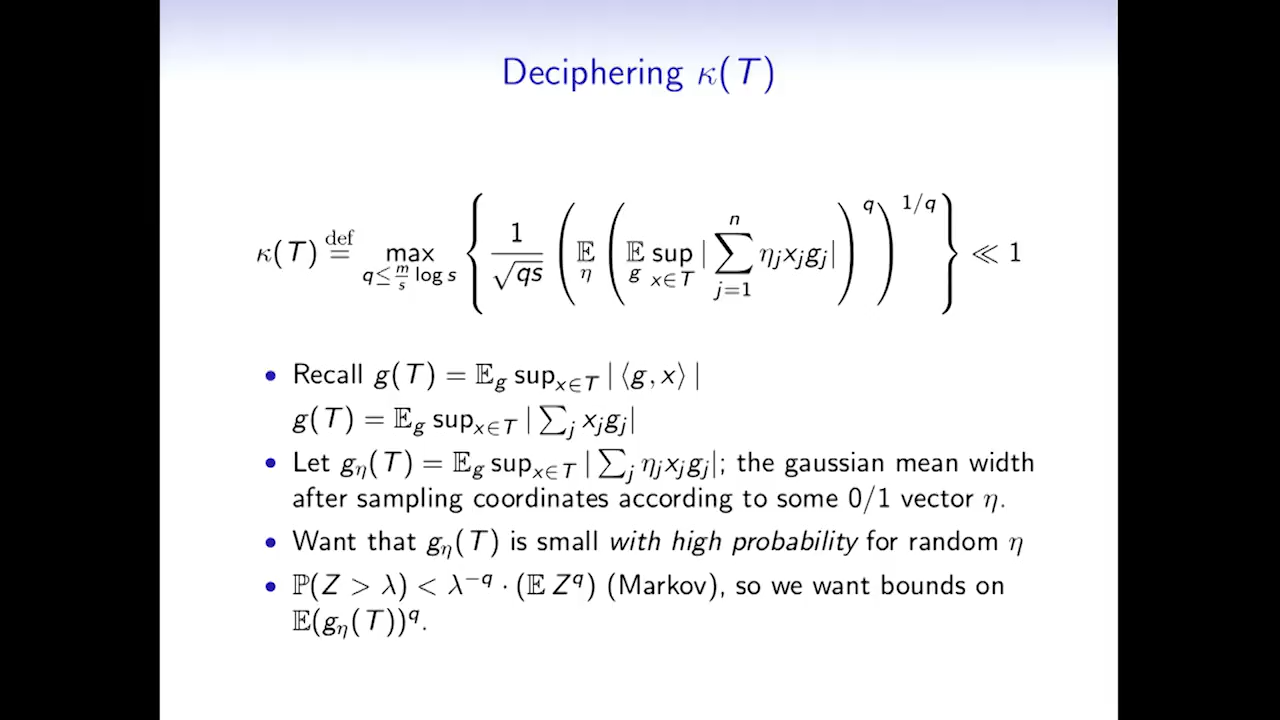 Deciphering κ(T)
κ(T) def= max_{q≤ m/s log s} { 1/√qs ( 𝔼_η ( 𝔼_g sup_{x∈T} | ∑_{j=1}^{n} η_j x_j g_j | )^q )^{1/q} } ≪ 1
• Recall g(T) = 𝔼_g sup_{x∈T} | ⟨g, x⟩ |
g(T) = 𝔼_g sup_{x∈T} | ∑_j x_j g_j|
• Let g_η(T) = 𝔼_g sup_{x∈T} | ∑_j η_j x_j g_j|; the gaussian mean width
after sampling coordinates according to some 0/1 vector η.
• Want that g_η(T) is small with high probability for random η
• ℙ(Z > λ) < λ^{−q} · (𝔼 Z^q) (Markov), so we want bounds on
𝔼(g_η(T))^q.